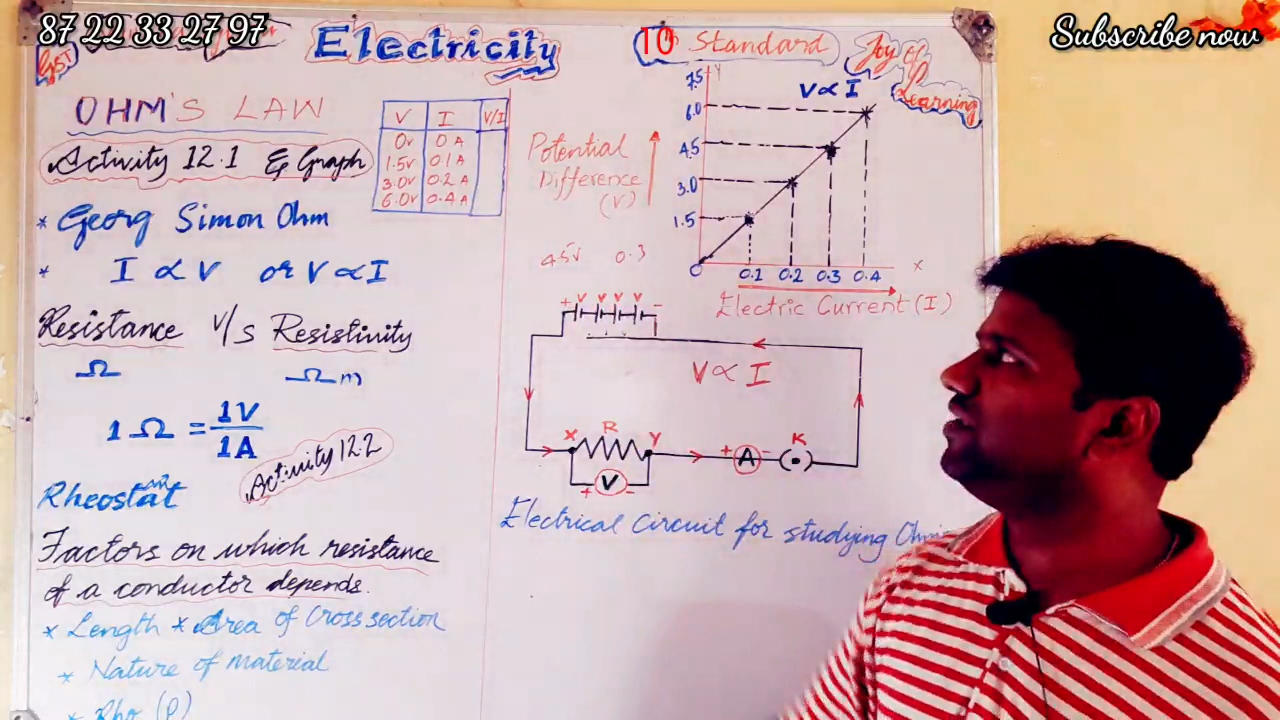 87 22 33 27 97
Subscribe now
Electricity
10th Standard
Joy of
Learning
OHM'S LAW
Activity 12.1 & Graph
V I V/I
0v 0 A
1.5v 0.1 A
3.0v 0.2 A
6.0v 0.4 A
* Georg Simon Ohm
* I ∝ V or V ∝ I
Resistance V/s Resistivity
Ω Ωm
1 Ω = 1V
1A
Activity 12.2
Rheostat
Factors on which resistance
of a conductor depends.
* Length * Area of Cross section
* Nature of material
* Rho (ρ)
Potential
Difference
(V)
4.5V 0.3
Y
V ∝ I
7.5
6.0
4.5
3.0
1.5
0 0.1 0.2 0.3 0.4 X
Electric Current (I)
+ V V V V -
V ∝ I
X R Y
+ A - K
+ V -
Electrical Circuit for studying